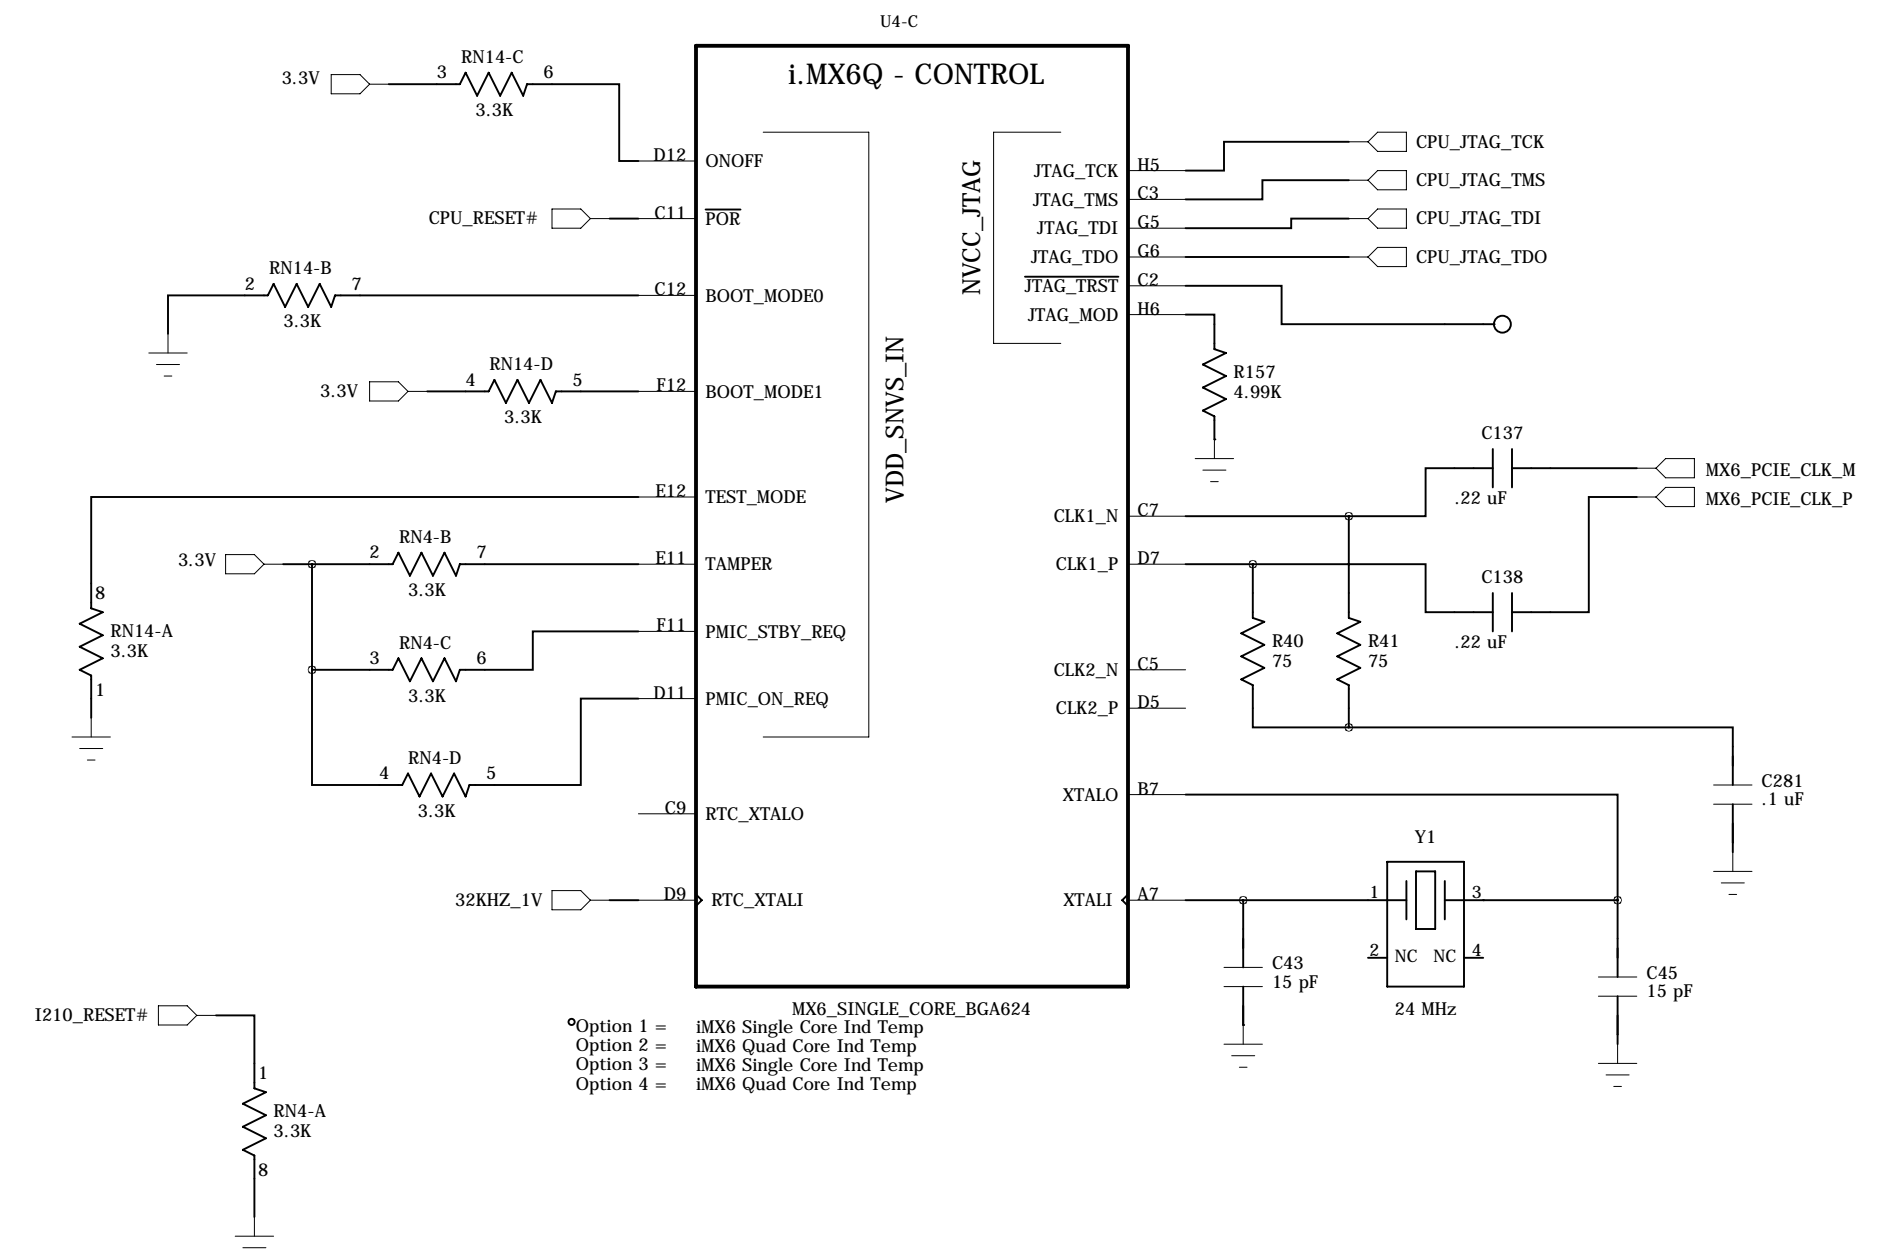 U4-C
i.MX6Q - CONTROL
3.3V
RN14-C
3
6
3.3K
D12
ONOFF
CPU_RESET#
C11
POR
RN14-B
2
7
3.3K
C12
BOOT_MODE0
3.3V
RN14-D
4
5
3.3K
F12
BOOT_MODE1
E12
TEST_MODE
8
RN14-A
3.3K
1
3.3V
RN4-B
2
7
3.3K
E11
TAMPER
RN4-C
3
6
3.3K
F11
PMIC_STBY_REQ
D11
PMIC_ON_REQ
RN4-D
4
5
3.3K
C9
RTC_XTALO
32KHZ_1V
D9
RTC_XTALI
VDD_SNVS_IN
NVCC_JTAG
JTAG_TCK
H5
CPU_JTAG_TCK
JTAG_TMS
C3
CPU_JTAG_TMS
JTAG_TDI
G5
CPU_JTAG_TDI
JTAG_TDO
G6
CPU_JTAG_TDO
JTAG_TRST
C2
JTAG_MOD
H6
R157
4.99K
C137
.22 uF
MX6_PCIE_CLK_M
MX6_PCIE_CLK_P
CLK1_N
C7
CLK1_P
D7
C138
.22 uF
R40
75
R41
75
CLK2_N
C5
CLK2_P
D5
C281
.1 uF
XTALO
B7
Y1
XTALI
A7
1
3
2
NC
NC
4
24 MHz
C43
15 pF
C45
15 pF
MX6_SINGLE_CORE_BGA624
Option 1 = iMX6 Single Core Ind Temp
Option 2 = iMX6 Quad Core Ind Temp
Option 3 = iMX6 Single Core Ind Temp
Option 4 = iMX6 Quad Core Ind Temp
I210_RESET#
1
RN4-A
3.3K
8